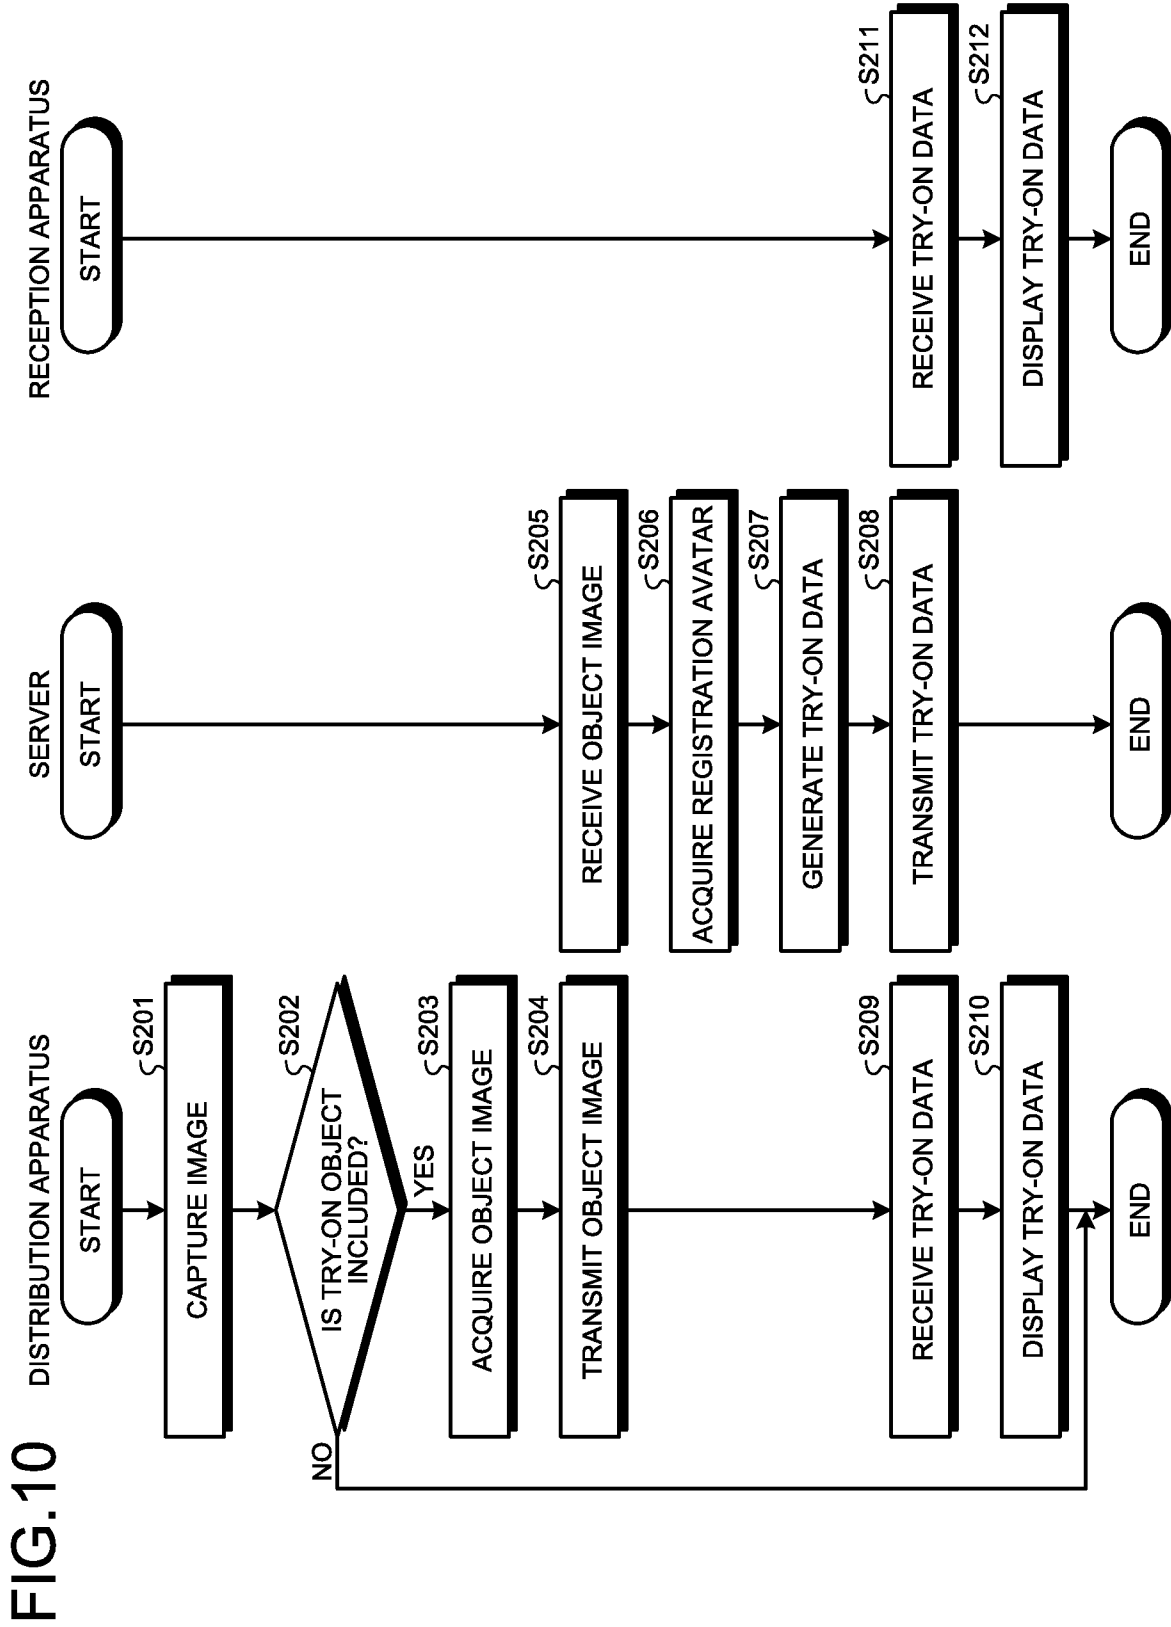 FIG.10
DISTRIBUTION APPARATUS
START
S201
CAPTURE IMAGE
S202
IS TRY-ON OBJECT
INCLUDED?
NO
YES
S203
ACQUIRE OBJECT IMAGE
S204
TRANSMIT OBJECT IMAGE
S209
RECEIVE TRY-ON DATA
S210
DISPLAY TRY-ON DATA
END
SERVER
START
S205
RECEIVE OBJECT IMAGE
S206
ACQUIRE REGISTRATION AVATAR
S207
GENERATE TRY-ON DATA
S208
TRANSMIT TRY-ON DATA
END
RECEPTION APPARATUS
START
S211
RECEIVE TRY-ON DATA
S212
DISPLAY TRY-ON DATA
END